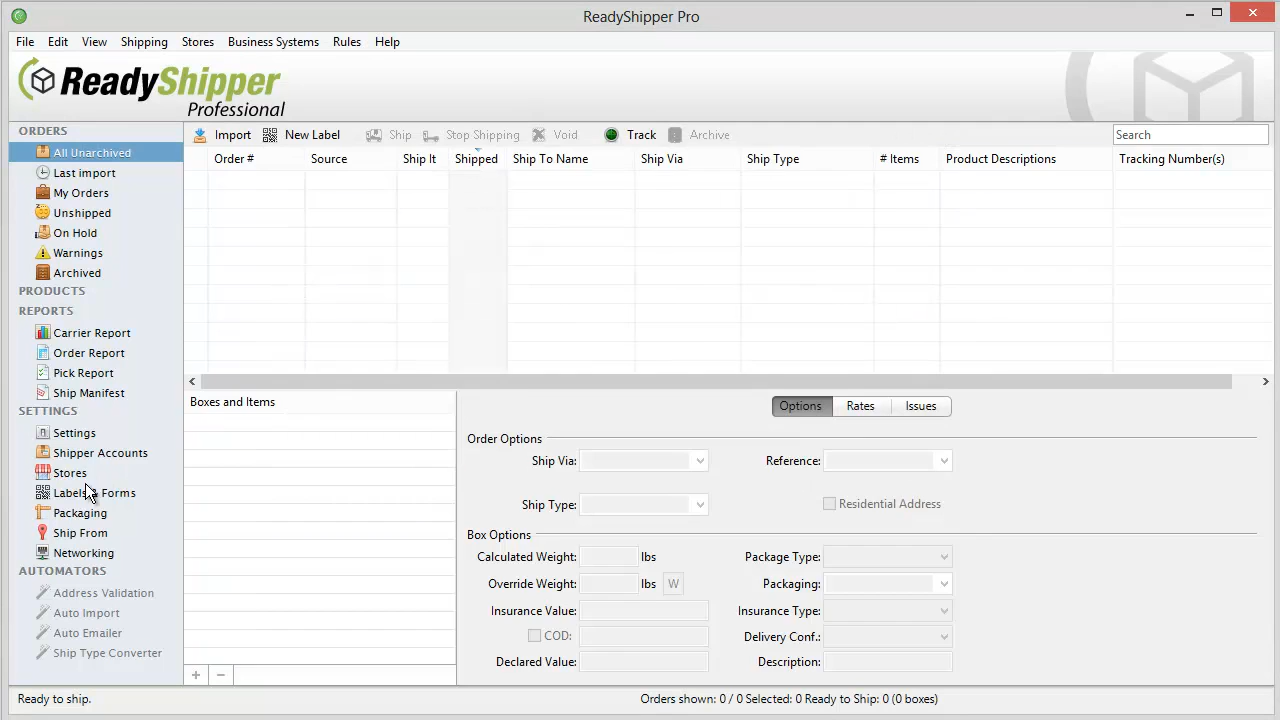 ReadyShipper Pro
File Edit View Shipping Stores Business Systems Rules Help
ReadyShipper
Professional
ORDERS
All Unarchived
Last import
My Orders
Unshipped
On Hold
Warnings
Archived
PRODUCTS
REPORTS
Carrier Report
Order Report
Pick Report
Ship Manifest
SETTINGS
Settings
Shipper Accounts
Stores
Labels & Forms
Packaging
Ship From
Networking
AUTOMATORS
Address Validation
Auto Import
Auto Emailer
Ship Type Converter
Import New Label Ship Stop Shipping Void Track Archive Search
Order # Source Ship It Shipped Ship To Name Ship Via Ship Type # Items Product Descriptions Tracking Number(s)
Boxes and Items
+ −
Options Rates Issues
Order Options
Ship Via: Reference:
Ship Type: Residential Address
Box Options
Calculated Weight: lbs Package Type:
Override Weight: lbs W Packaging:
Insurance Value: Insurance Type:
COD: Delivery Conf.:
Declared Value: Description:
Ready to ship. Orders shown: 0 / 0 Selected: 0 Ready to Ship: 0 (0 boxes)